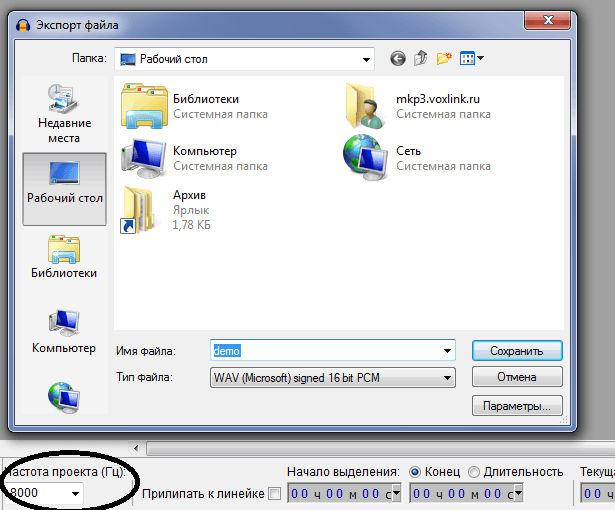 Экспорт файла
Папка:
Рабочий стол
Недавние места
Рабочий стол
Библиотеки
Компьютер
Библиотеки
Системная папка
mkp3.voxlink.ru
Системная папка
Компьютер
Системная папка
Сеть
Системная папка
Архив
Ярлык
1,78 КБ
Имя файла:
demo
Сохранить
Тип файла:
WAV (Microsoft) signed 16 bit PCM
Отмена
Параметры...
Частота проекта (Гц):
8000
Прилипать к линейке
Начало выделения:
Конец
Длительность
00 ч 00 м 00 с
00 ч 00 м 00 с
00 ч